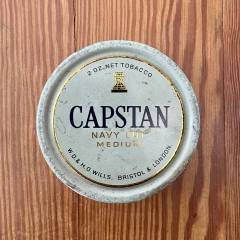 2 OZ. NET TOBACCO
CAPSTAN
NAVY CUT
MEDIUM
W.D.& H.O. WILLS. BRISTOL & LONDON.